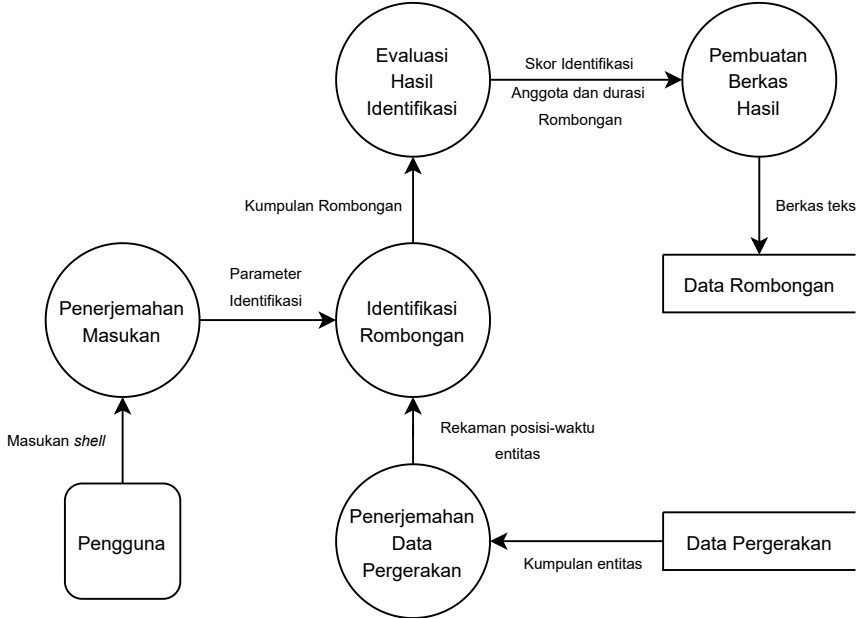 Evaluasi
Hasil
Identifikasi
Skor Identifikasi
Anggota dan durasi
Rombongan
Pembuatan
Berkas
Hasil
Kumpulan Rombongan
Berkas teks
Penerjemahan
Masukan
Parameter
Identifikasi
Identifikasi
Rombongan
Data Rombongan
Masukan shell
Rekaman posisi-waktu
entitas
Pengguna
Penerjemahan
Data
Pergerakan
Kumpulan entitas
Data Pergerakan